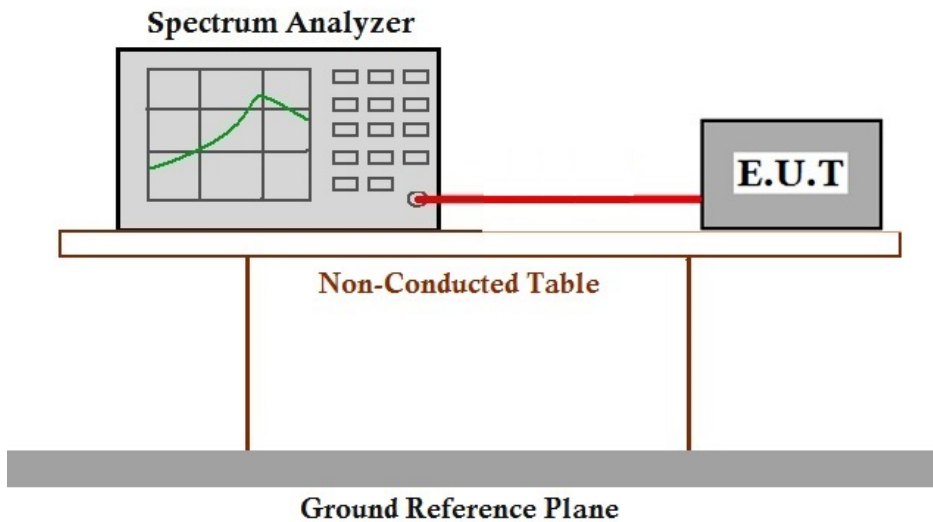 Spectrum Analyzer
E.U.T
Non-Conducted Table
Ground Reference Plane